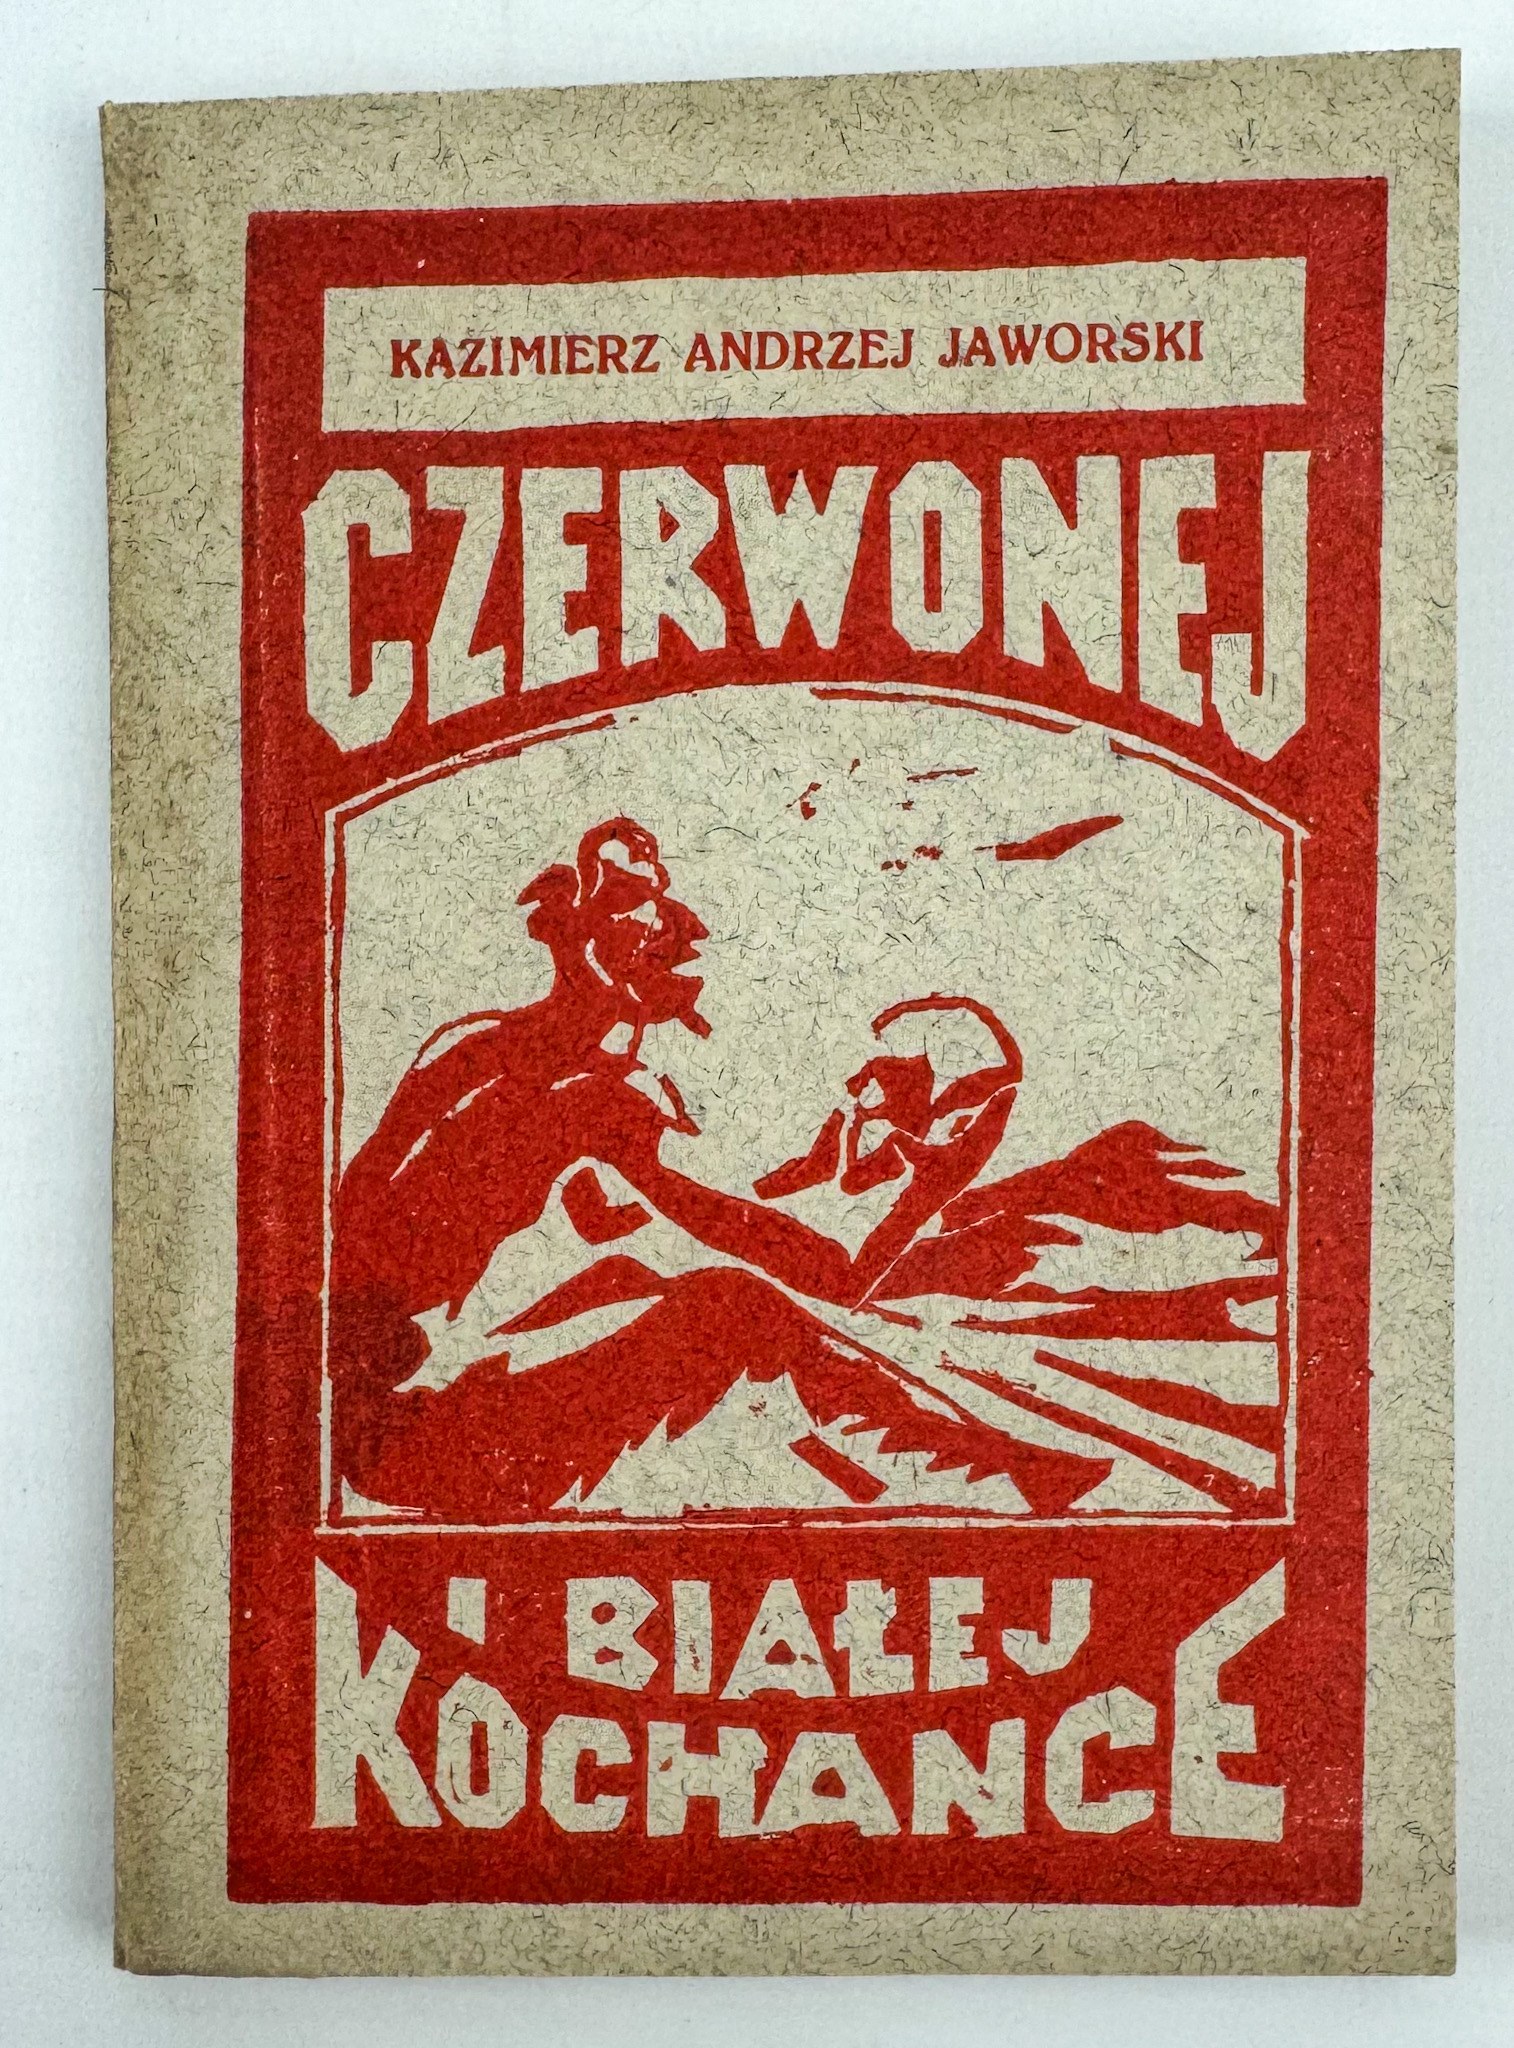 KAZIMIERZ ANDRZEJ JAWORSKI
CZERWONEJ
I BIAŁEJ
KOCHANCE